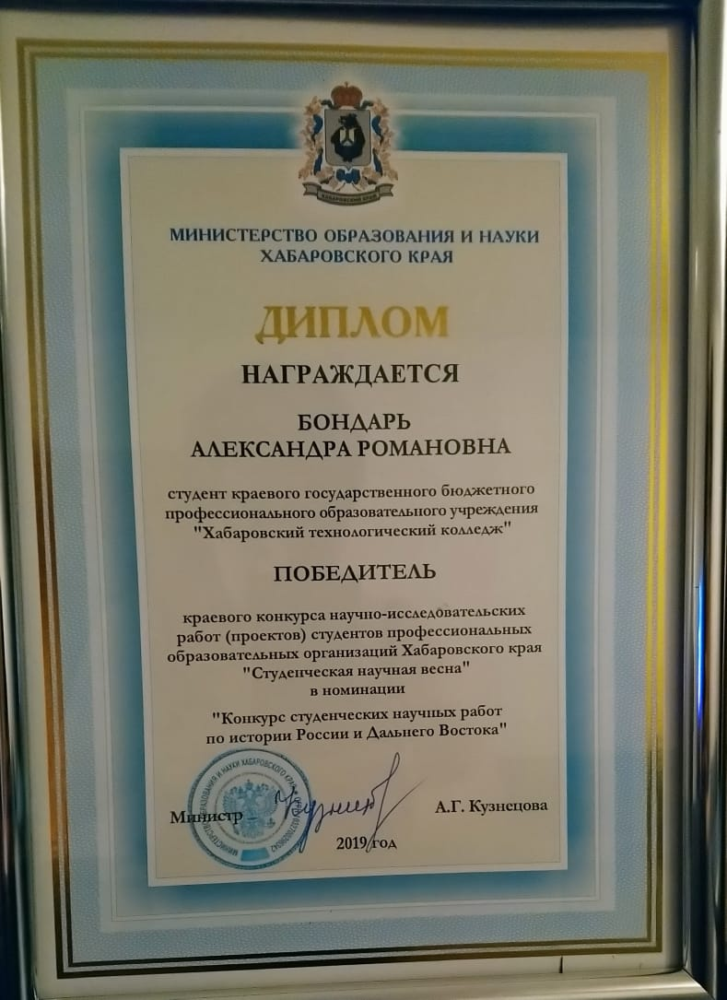 ХАБАРОВСКИЙ КРАЙ
МИНИСТЕРСТВО ОБРАЗОВАНИЯ И НАУКИ
ХАБАРОВСКОГО КРАЯ
ДИПЛОМ
НАГРАЖДАЕТСЯ
БОНДАРЬ
АЛЕКСАНДРА РОМАНОВНА
студент краевого государственного бюджетного
профессионального образовательного учреждения
"Хабаровский технологический колледж"
ПОБЕДИТЕЛЬ
краевого конкурса научно-исследовательских
работ (проектов) студентов профессиональных
образовательных организаций Хабаровского края
"Студенческая научная весна"
в номинации
"Конкурс студенческих научных работ
по истории России и Дальнего Востока"
МИНИСТЕРСТВО ОБРАЗОВАНИЯ И НАУКИ ХАБАРОВСКОГО КРАЯ
Министр
А.Г. Кузнецова
2019 год